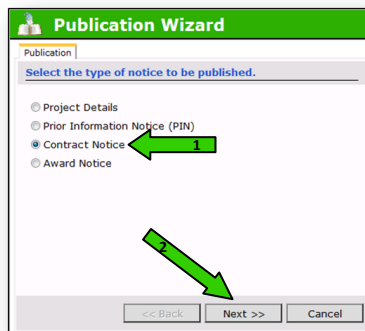 Publication Wizard
Publication
Select the type of notice to be published.
Project Details
Prior Information Notice (PIN)
Contract Notice
1
Award Notice
2
<< Back Next >> Cancel